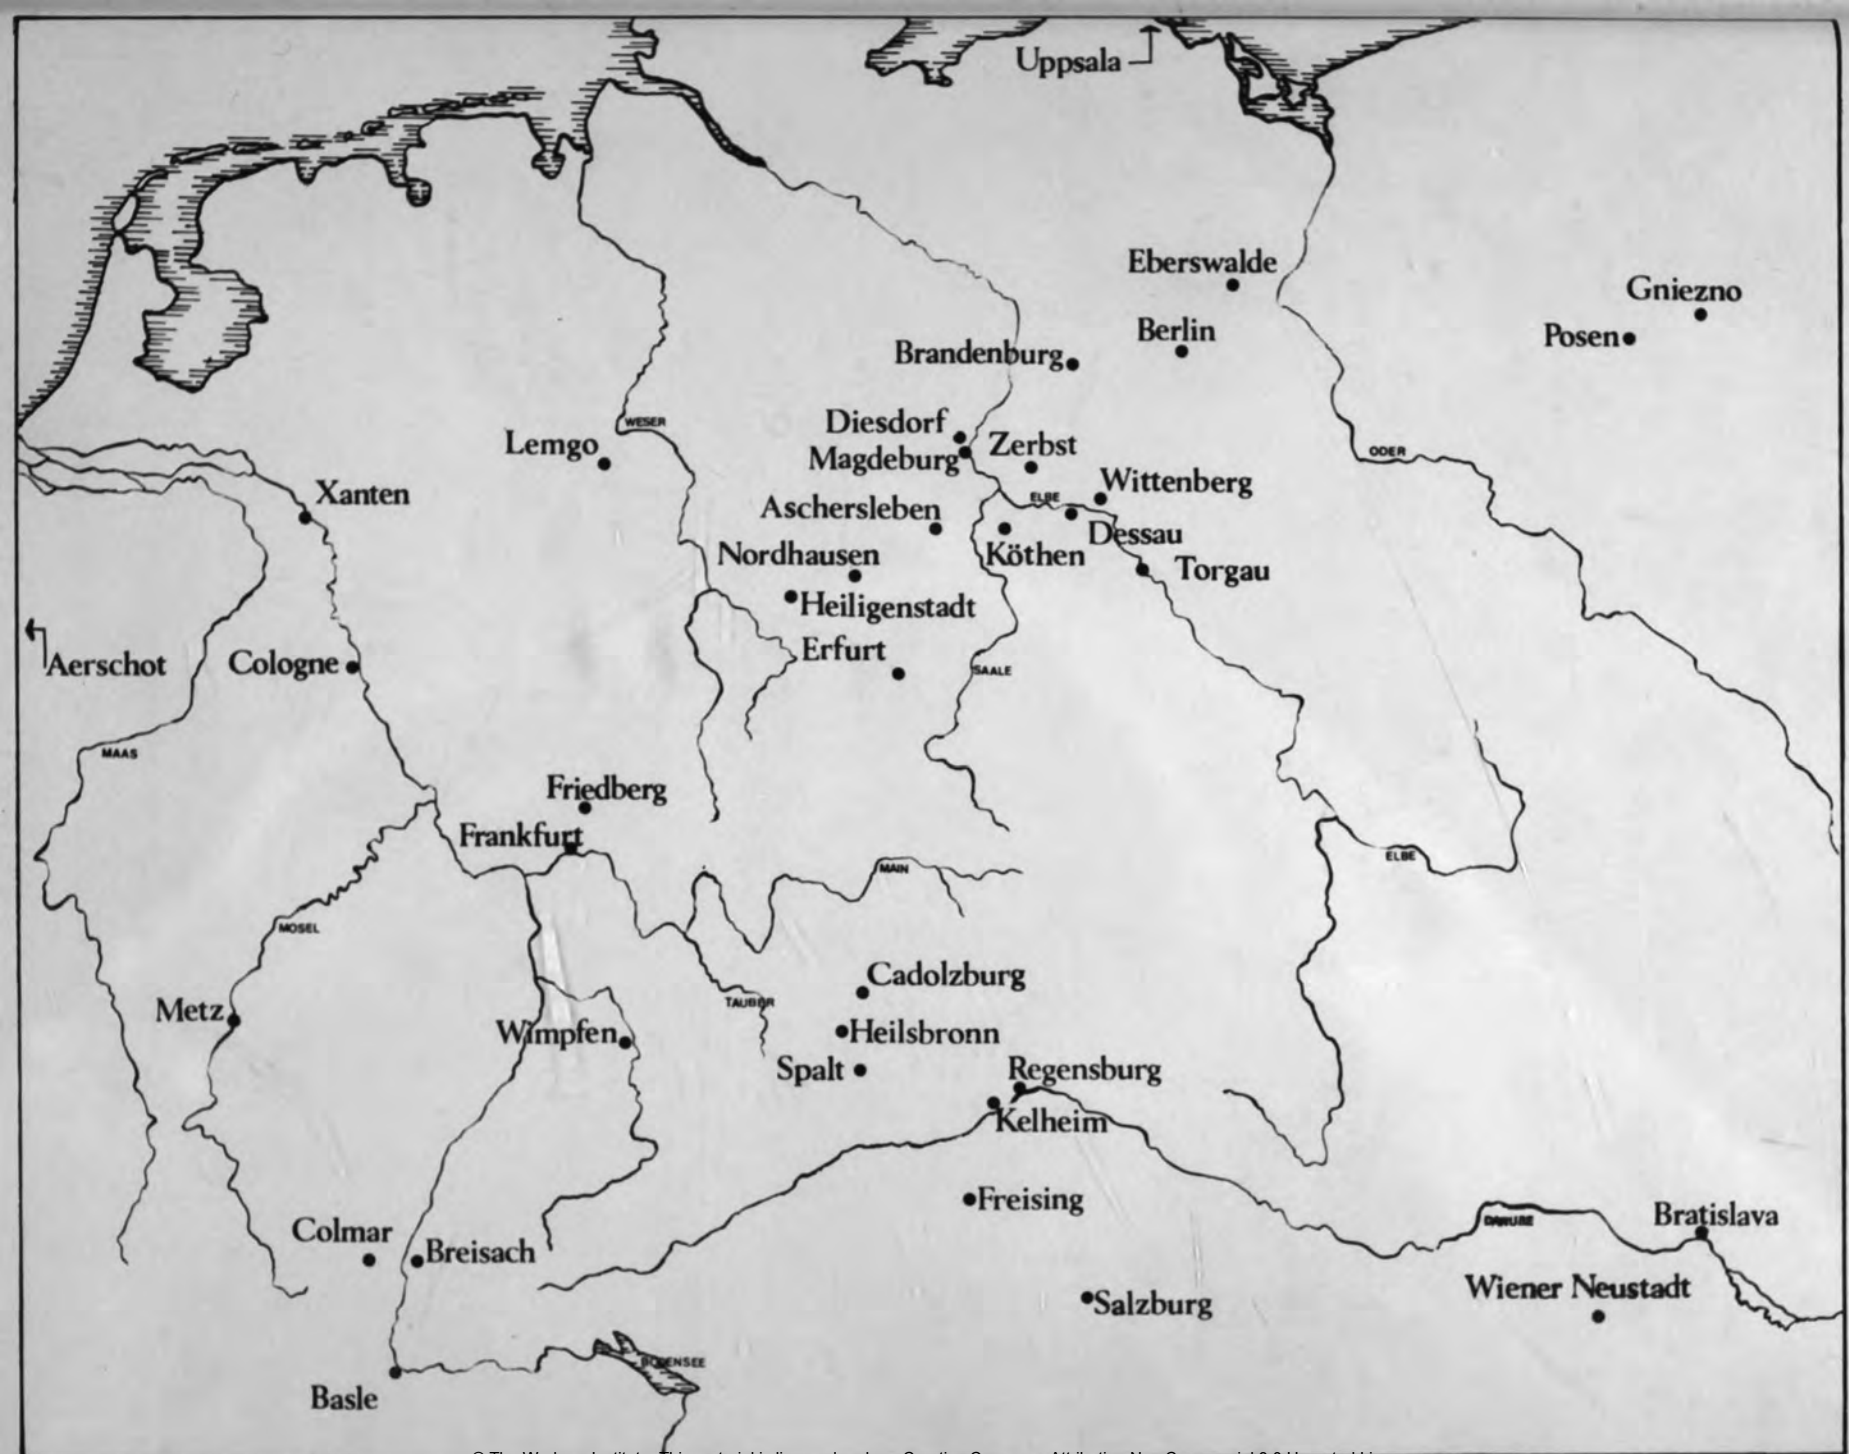 Uppsala
Eberswalde
Gniezno
Berlin
Posen
Brandenburg
Diesdorf
WESER
Lemgo
Magdeburg
Zerbst
ODER
Xanten
Wittenberg
ELBE
Aschersleben
Dessau
Nordhausen
Köthen
Torgau
Heiligenstadt
Aerschot
Cologne
Erfurt
SAALE
MAAS
Friedberg
Frankfurt
ELBE
MAIN
MOSEL
Cadolzburg
TAUBER
Metz
Wimpfen
Heilsbronn
Spalt
Regensburg
Kelheim
Freising
DANUBE
Bratislava
Colmar
Breisach
Wiener Neustadt
Salzburg
BODENSEE
Basle